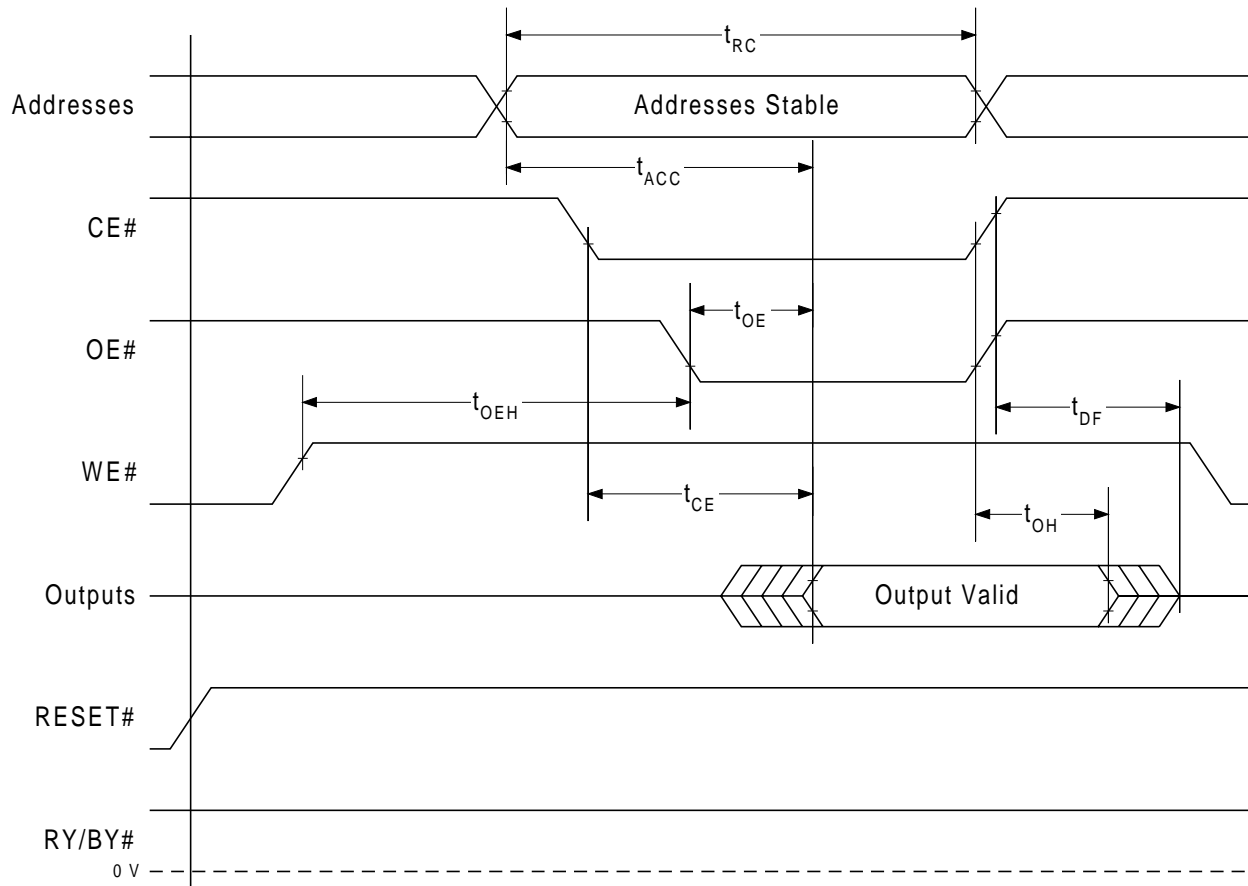 tRC
Addresses
Addresses Stable
tACC
CE#
tOE
OE#
tOEH
tDF
WE#
tCE
tOH
Outputs
Output Valid
RESET#
RY/BY#
0 V